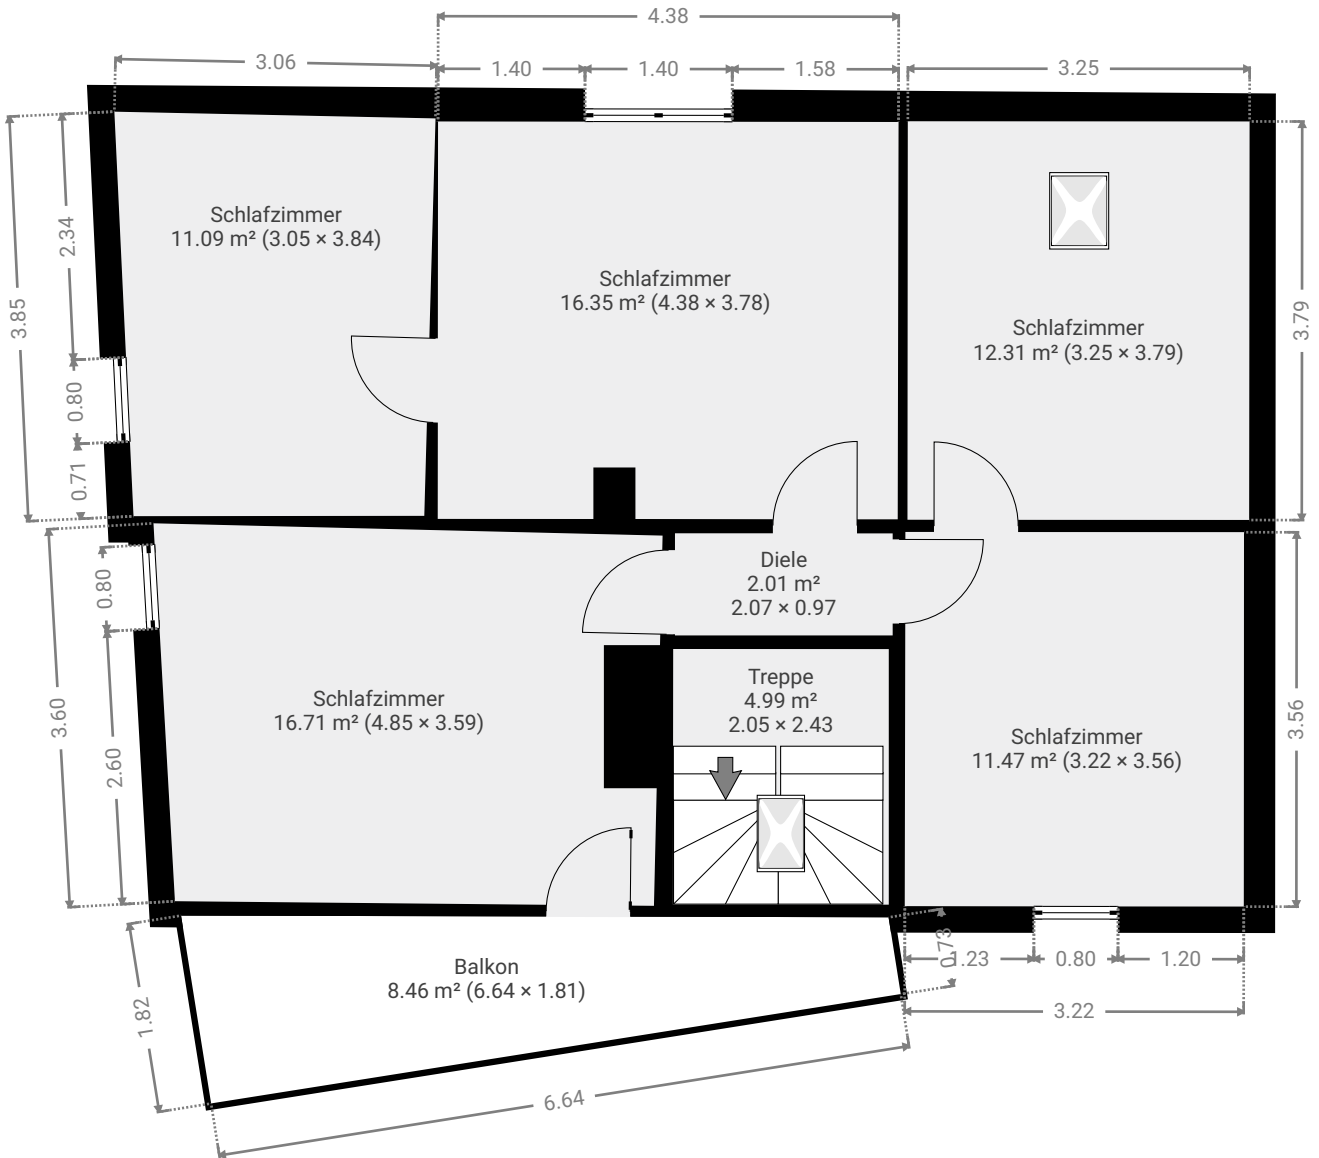 4.38
3.06
1.40
1.40
1.58
3.25
Schlafzimmer
11.09 m² (3.05 × 3.84)
2.34
3.85
0.80
0.71
Schlafzimmer
16.35 m² (4.38 × 3.78)
Schlafzimmer
12.31 m² (3.25 × 3.79)
3.79
Diele
2.01 m²
2.07 × 0.97
0.80
3.60
2.60
Schlafzimmer
16.71 m² (4.85 × 3.59)
Treppe
4.99 m²
2.05 × 2.43
Schlafzimmer
11.47 m² (3.22 × 3.56)
3.56
Balkon
8.46 m² (6.64 × 1.81)
0.73
1.23
0.80
1.20
3.22
1.82
6.64